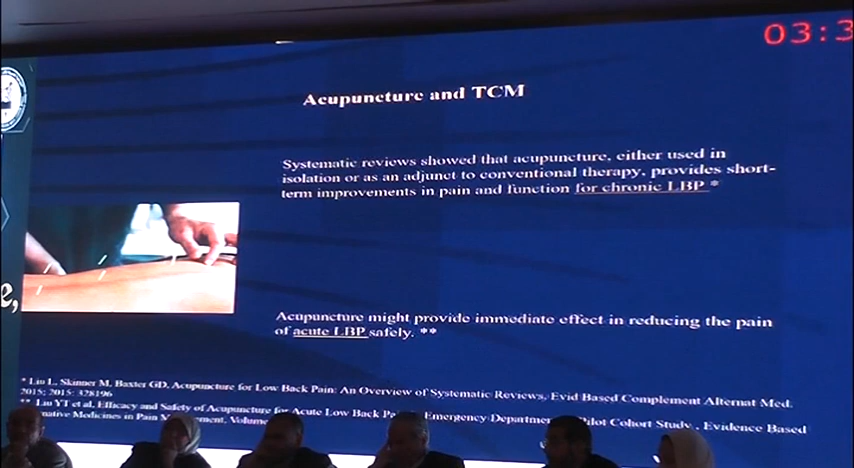 03:3
Acupuncture and TCM
Systematic reviews showed that acupuncture, either used in
isolation or as an adjunct to conventional therapy, provides short-
term improvements in pain and function for chronic LBP *
e,
Acupuncture might provide immediate effect in reducing the pain
of acute LBP safely. **
* Liu L, Skinner M, Baxter GD, Acupuncture for Low Back Pain: An Overview of Systematic Reviews, Evid Based Complement Alternat Med.
2015; 2015: 328196
** Liu YT et al, Efficacy and Safety of Acupuncture for Acute Low Back Emergency Pilot Cohort Study , Evidence Based
Medicines in Pain